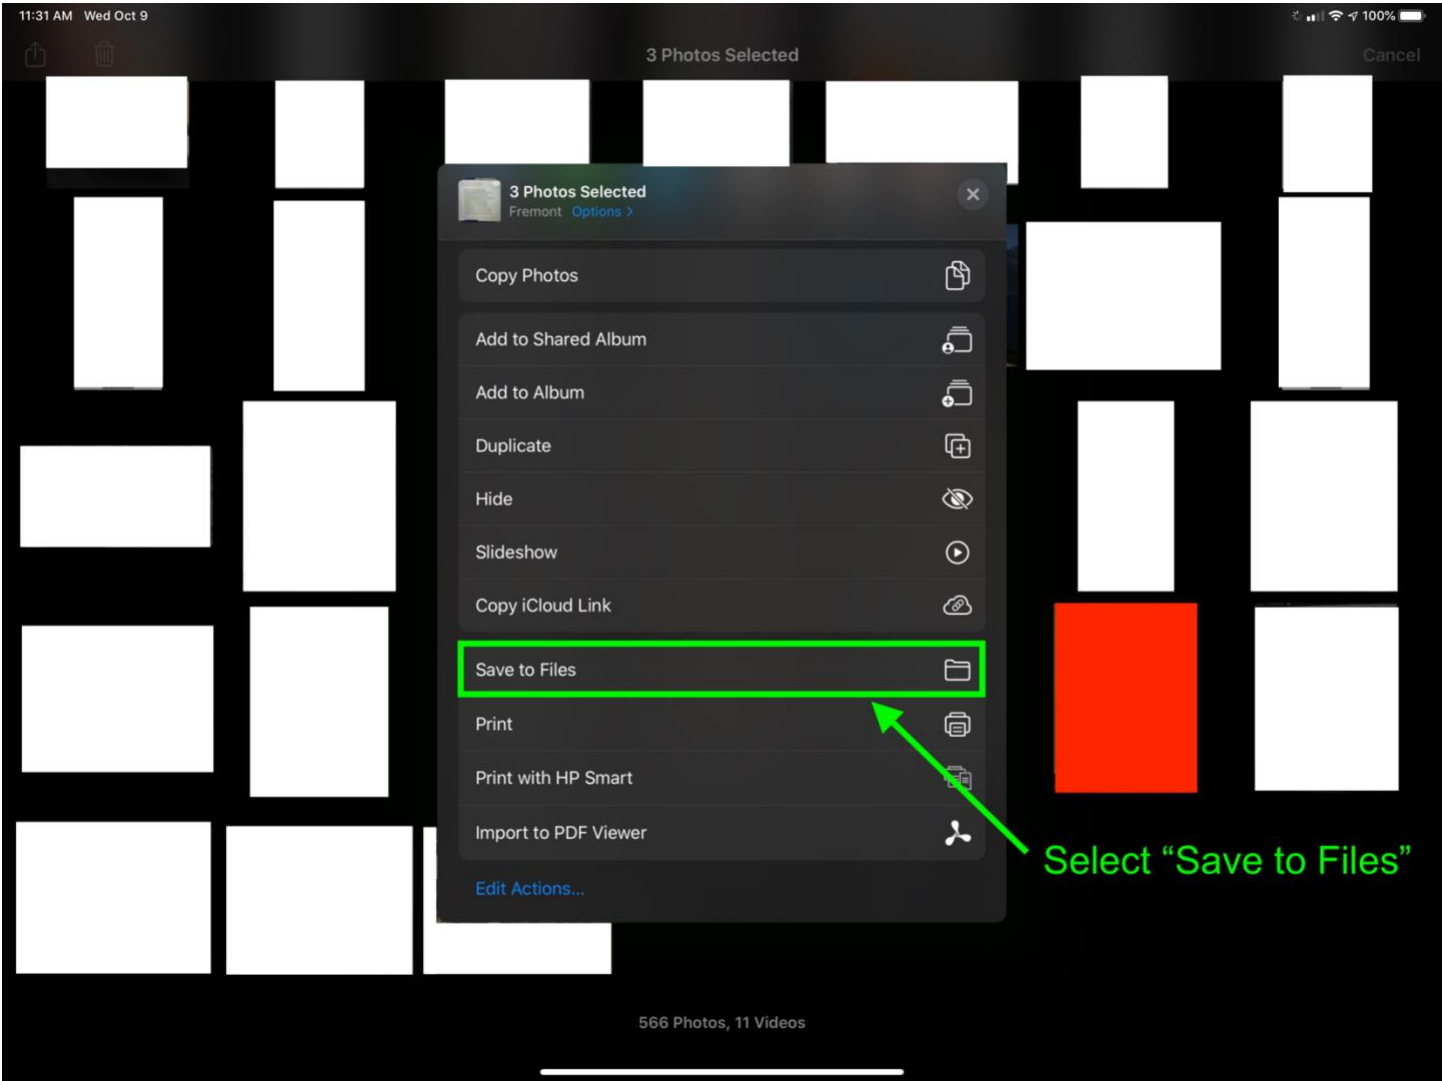 11:31 AM Wed Oct 9
100%
3 Photos Selected
Cancel
3 Photos Selected
Fremont Options >
Copy Photos
Add to Shared Album
Add to Album
Duplicate
Hide
Slideshow
Copy iCloud Link
Save to Files
Print
Print with HP Smart
Import to PDF Viewer
Select “Save to Files”
Edit Actions...
566 Photos, 11 Videos